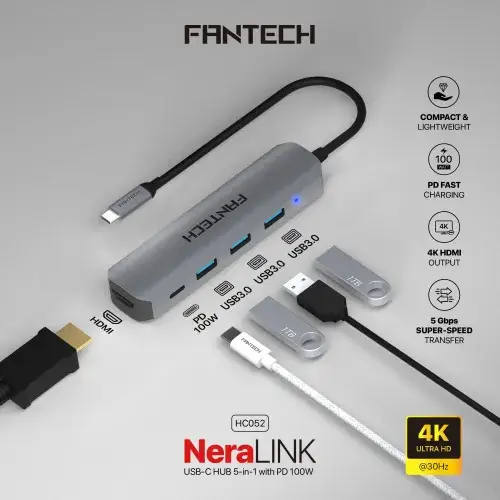 FANTECH
COMPACT &
LIGHTWEIGHT
100
WATT
PD FAST
CHARGING
4K
4K HDMI
OUTPUT
5 Gbps
SUPER-SPEED
TRANSFER
FANTECH
FANTECH
HDMI
PD
100W
USB3.0
USB3.0
USB3.0
1TB
1TB
FANTECH
HC052
NeraLINK
USB-C HUB 5-in-1 with PD 100W
4K
ULTRA HD
@30Hz